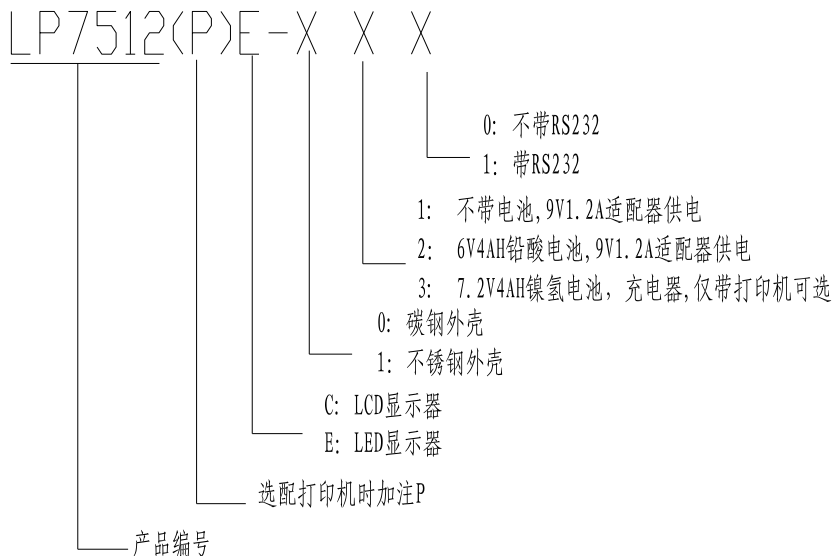 LP7512(P)E-X X X
0: 不带RS232
1: 带RS232
1: 不带电池,9V1.2A适配器供电
2: 6V4AH铅酸电池,9V1.2A适配器供电
3: 7.2V4AH镍氢电池，充电器,仅带打印机可选
0: 碳钢外壳
1: 不锈钢外壳
C: LCD显示器
E: LED显示器
选配打印机时加注P
产品编号